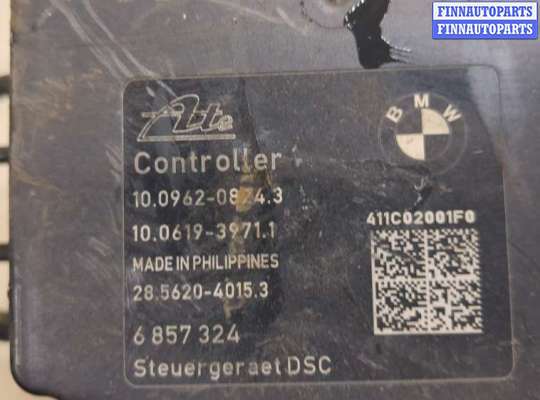 FINNAUTOPARTS
FINNAUTOPARTS
Ate
BMW
Controller
10.0962-0824.3
411C02001F0
10.0619-3971.1
MADE IN PHILIPPINES
28.5620-4015.3
6 857 324
Steuergeraet DSC